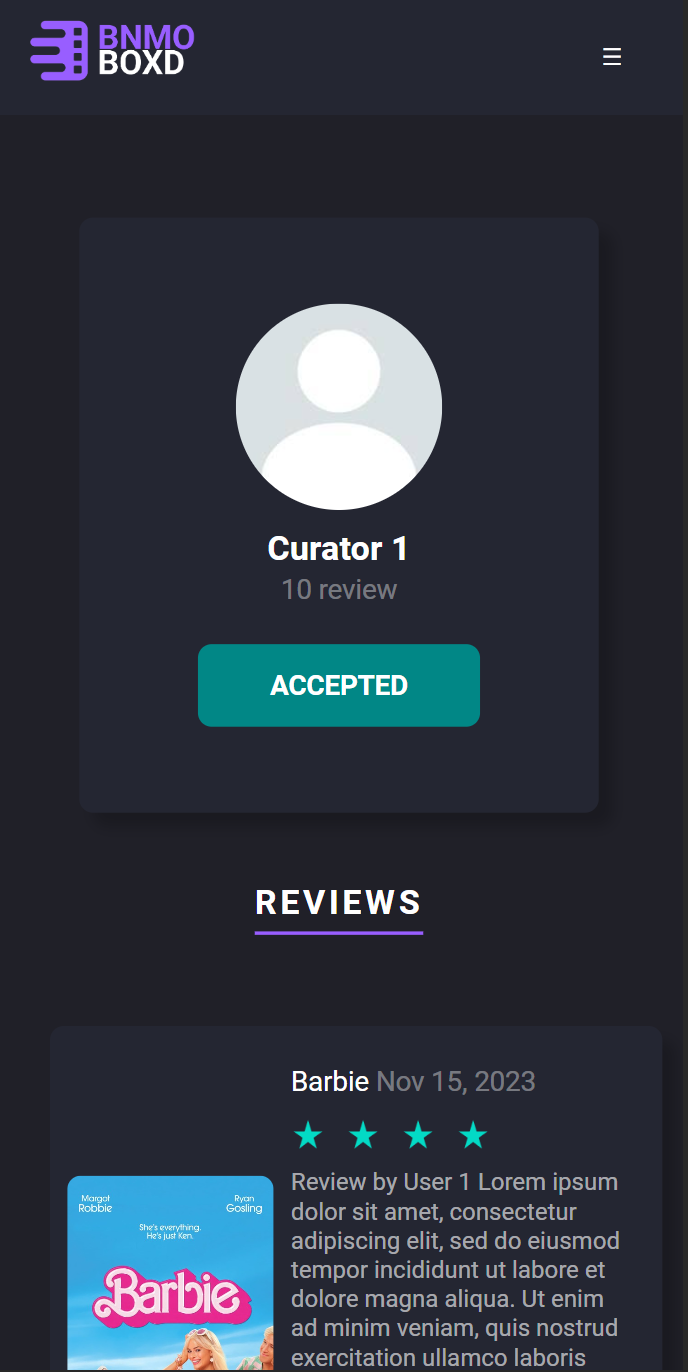 BNMO
BOXD
Curator 1
10 review
ACCEPTED
REVIEWS
Barbie Nov 15, 2023
Review by User 1 Lorem ipsum
dolor sit amet, consectetur
adipiscing elit, sed do eiusmod
tempor incididunt ut labore et
dolore magna aliqua. Ut enim
ad minim veniam, quis nostrud
exercitation ullamco laboris
Margot
Robbie
Ryan
Gosling
She's everything.
He's just Ken.
Barbie